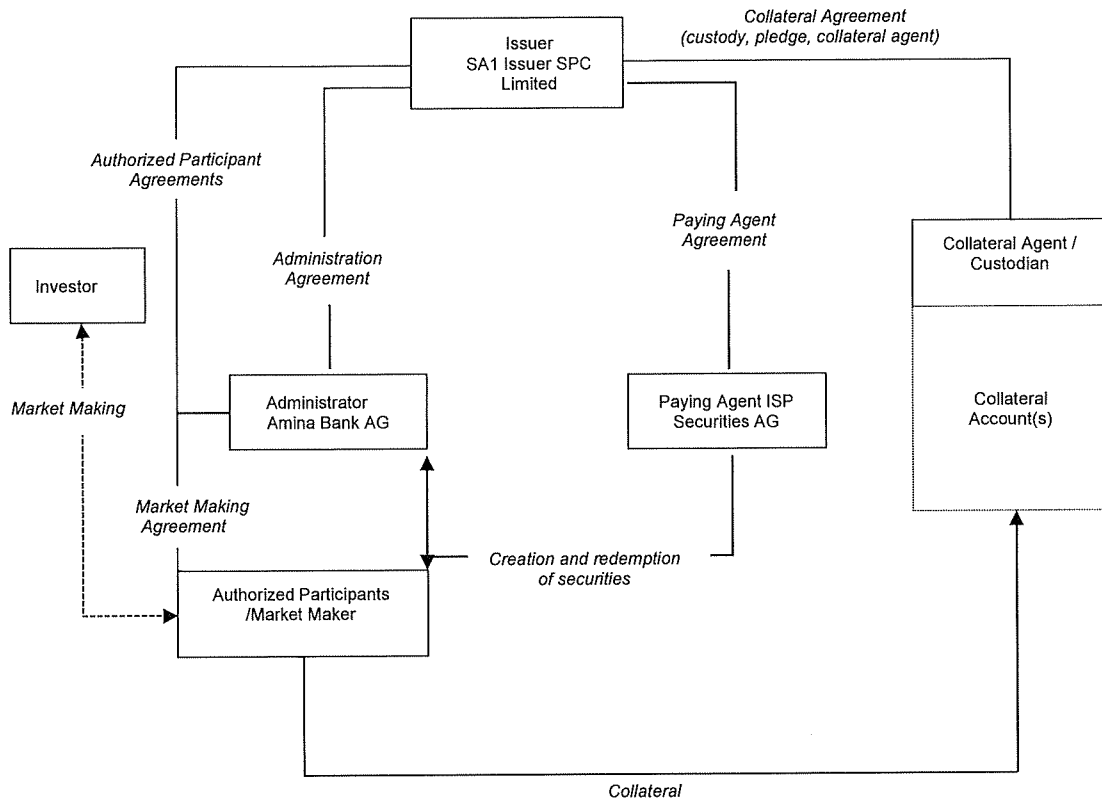 Collateral Agreement
(custody, pledge, collateral agent)
Issuer
SA1 Issuer SPC
Limited
Authorized Participant
Agreements
Paying Agent
Agreement
Administration
Agreement
Collateral Agent /
Custodian
Investor
Market Making
Administrator
Amina Bank AG
Paying Agent ISP
Securities AG
Collateral
Account(s)
Market Making
Agreement
Creation and redemption
of securities
Authorized Participants
/Market Maker
Collateral